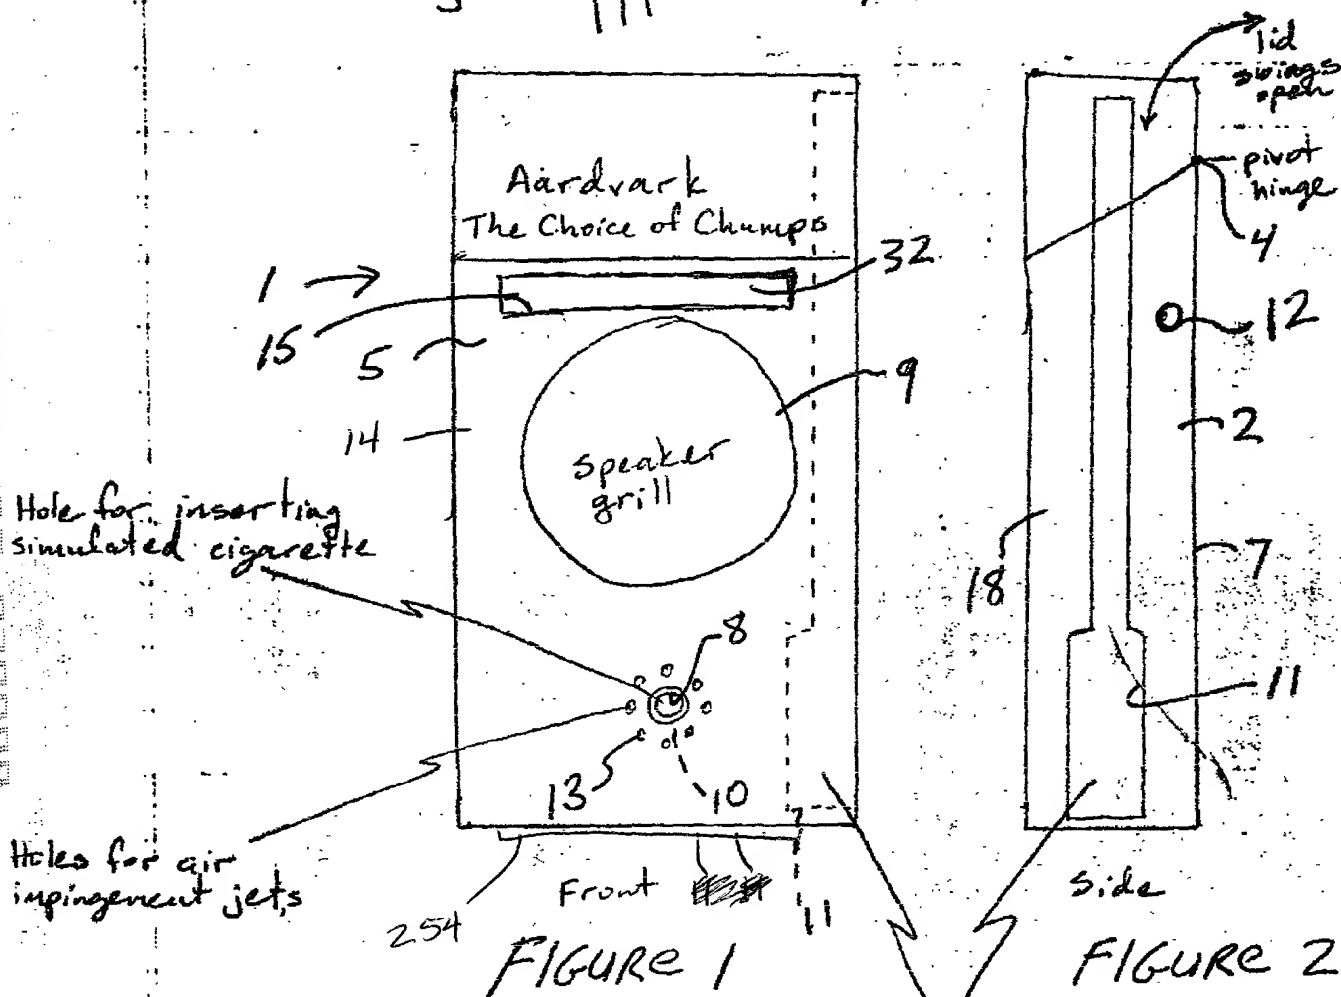 lid
swings
open
pivot
hinge
4
Aardvark
The Choice of Chumps
32
1
15
5
12
9
14
2
Speaker
grill
Hole for inserting
simulated cigarette
7
18
8
11
13
10
Holes for air
impingement jets
Front
Side
254
11
FIGURE 1
FIGURE 2